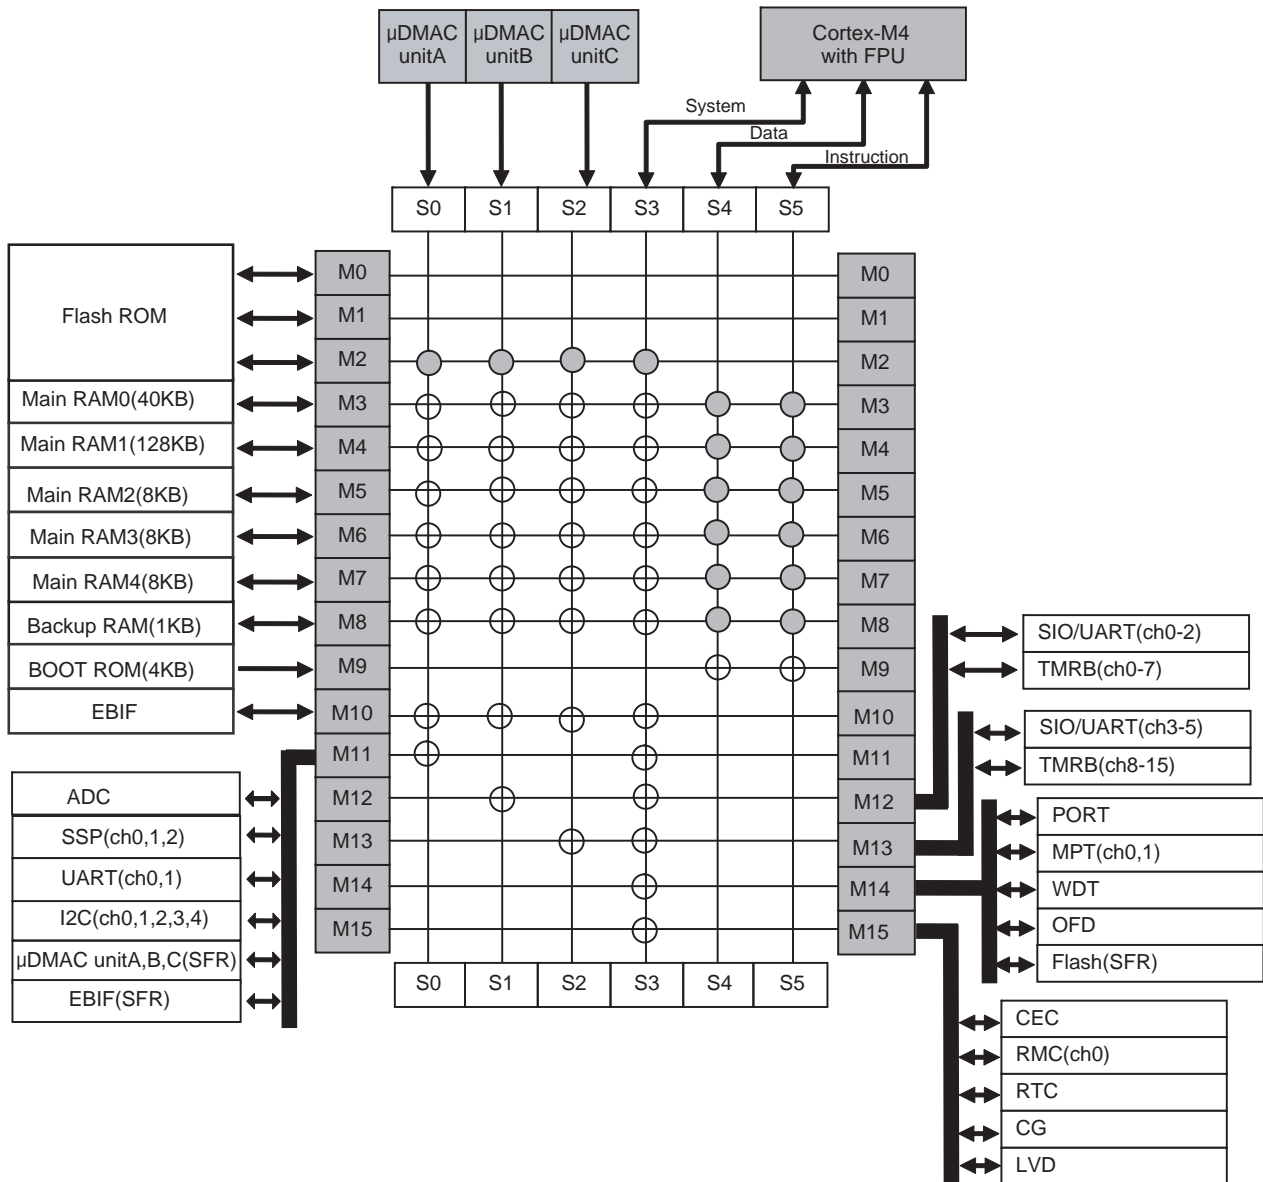 µDMAC
unitA
µDMAC
unitB
µDMAC
unitC
Cortex-M4
with FPU
System
Data
Instruction
S0 S1 S2 S3 S4 S5
Flash ROM
Main RAM0(40KB)
Main RAM1(128KB)
Main RAM2(8KB)
Main RAM3(8KB)
Main RAM4(8KB)
Backup RAM(1KB)
BOOT ROM(4KB)
EBIF
ADC
SSP(ch0,1,2)
UART(ch0,1)
I2C(ch0,1,2,3,4)
µDMAC unitA,B,C(SFR)
EBIF(SFR)
M0
M1
M2
M3
M4
M5
M6
M7
M8
M9
M10
M11
M12
M13
M14
M15
M0
M1
M2
M3
M4
M5
M6
M7
M8
M9
M10
M11
M12
M13
M14
M15
S0 S1 S2 S3 S4 S5
SIO/UART(ch0-2)
TMRB(ch0-7)
SIO/UART(ch3-5)
TMRB(ch8-15)
PORT
MPT(ch0,1)
WDT
OFD
Flash(SFR)
CEC
RMC(ch0)
RTC
CG
LVD